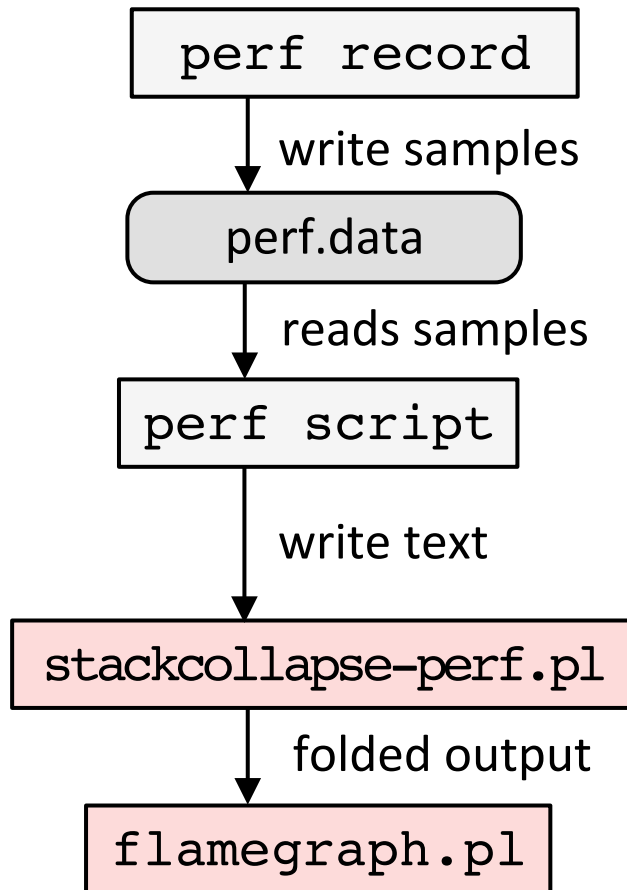 perf record
write samples
perf.data
reads samples
perf script
write text
stackcollapse-perf.pl
folded output
flamegraph.pl